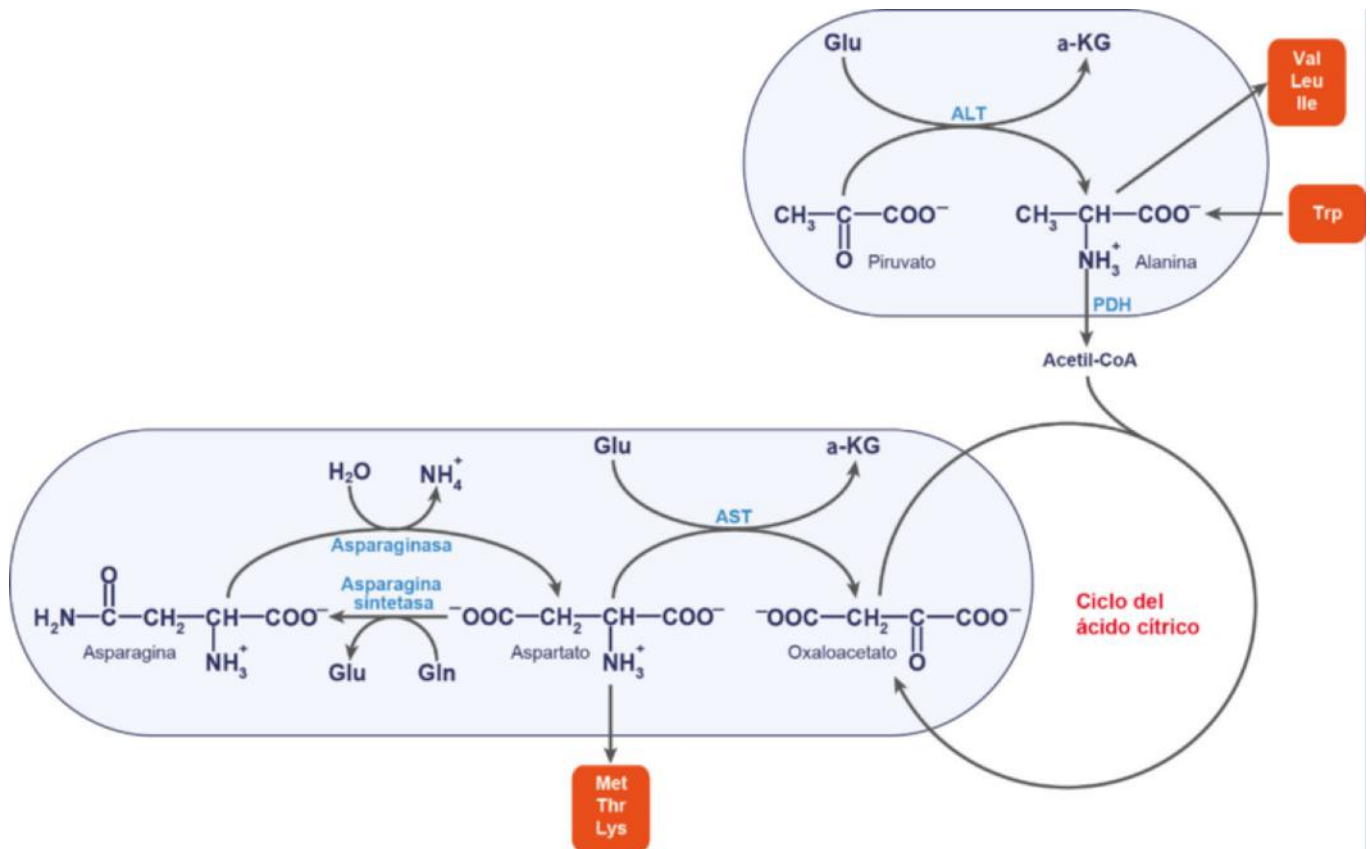 Glu
a-KG
Val
Leu
Ile
ALT
CH₃—C—COO⁻
O
Piruvato
CH₃—CH—COO⁻
NH₃⁺
Alanina
Trp
PDH
Acetil-CoA
Glu
a-KG
H₂O
NH₄⁺
AST
Asparaginasa
Asparagina
sintetasa
O
H₂N—C—CH₂—CH—COO⁻
NH₃⁺
Asparagina
Glu
Gln
⁻OOC—CH₂—CH—COO⁻
NH₃⁺
Aspartato
⁻OOC—CH₂—C—COO⁻
O
Oxaloacetato
Ciclo del
ácido cítrico
Met
Thr
Lys